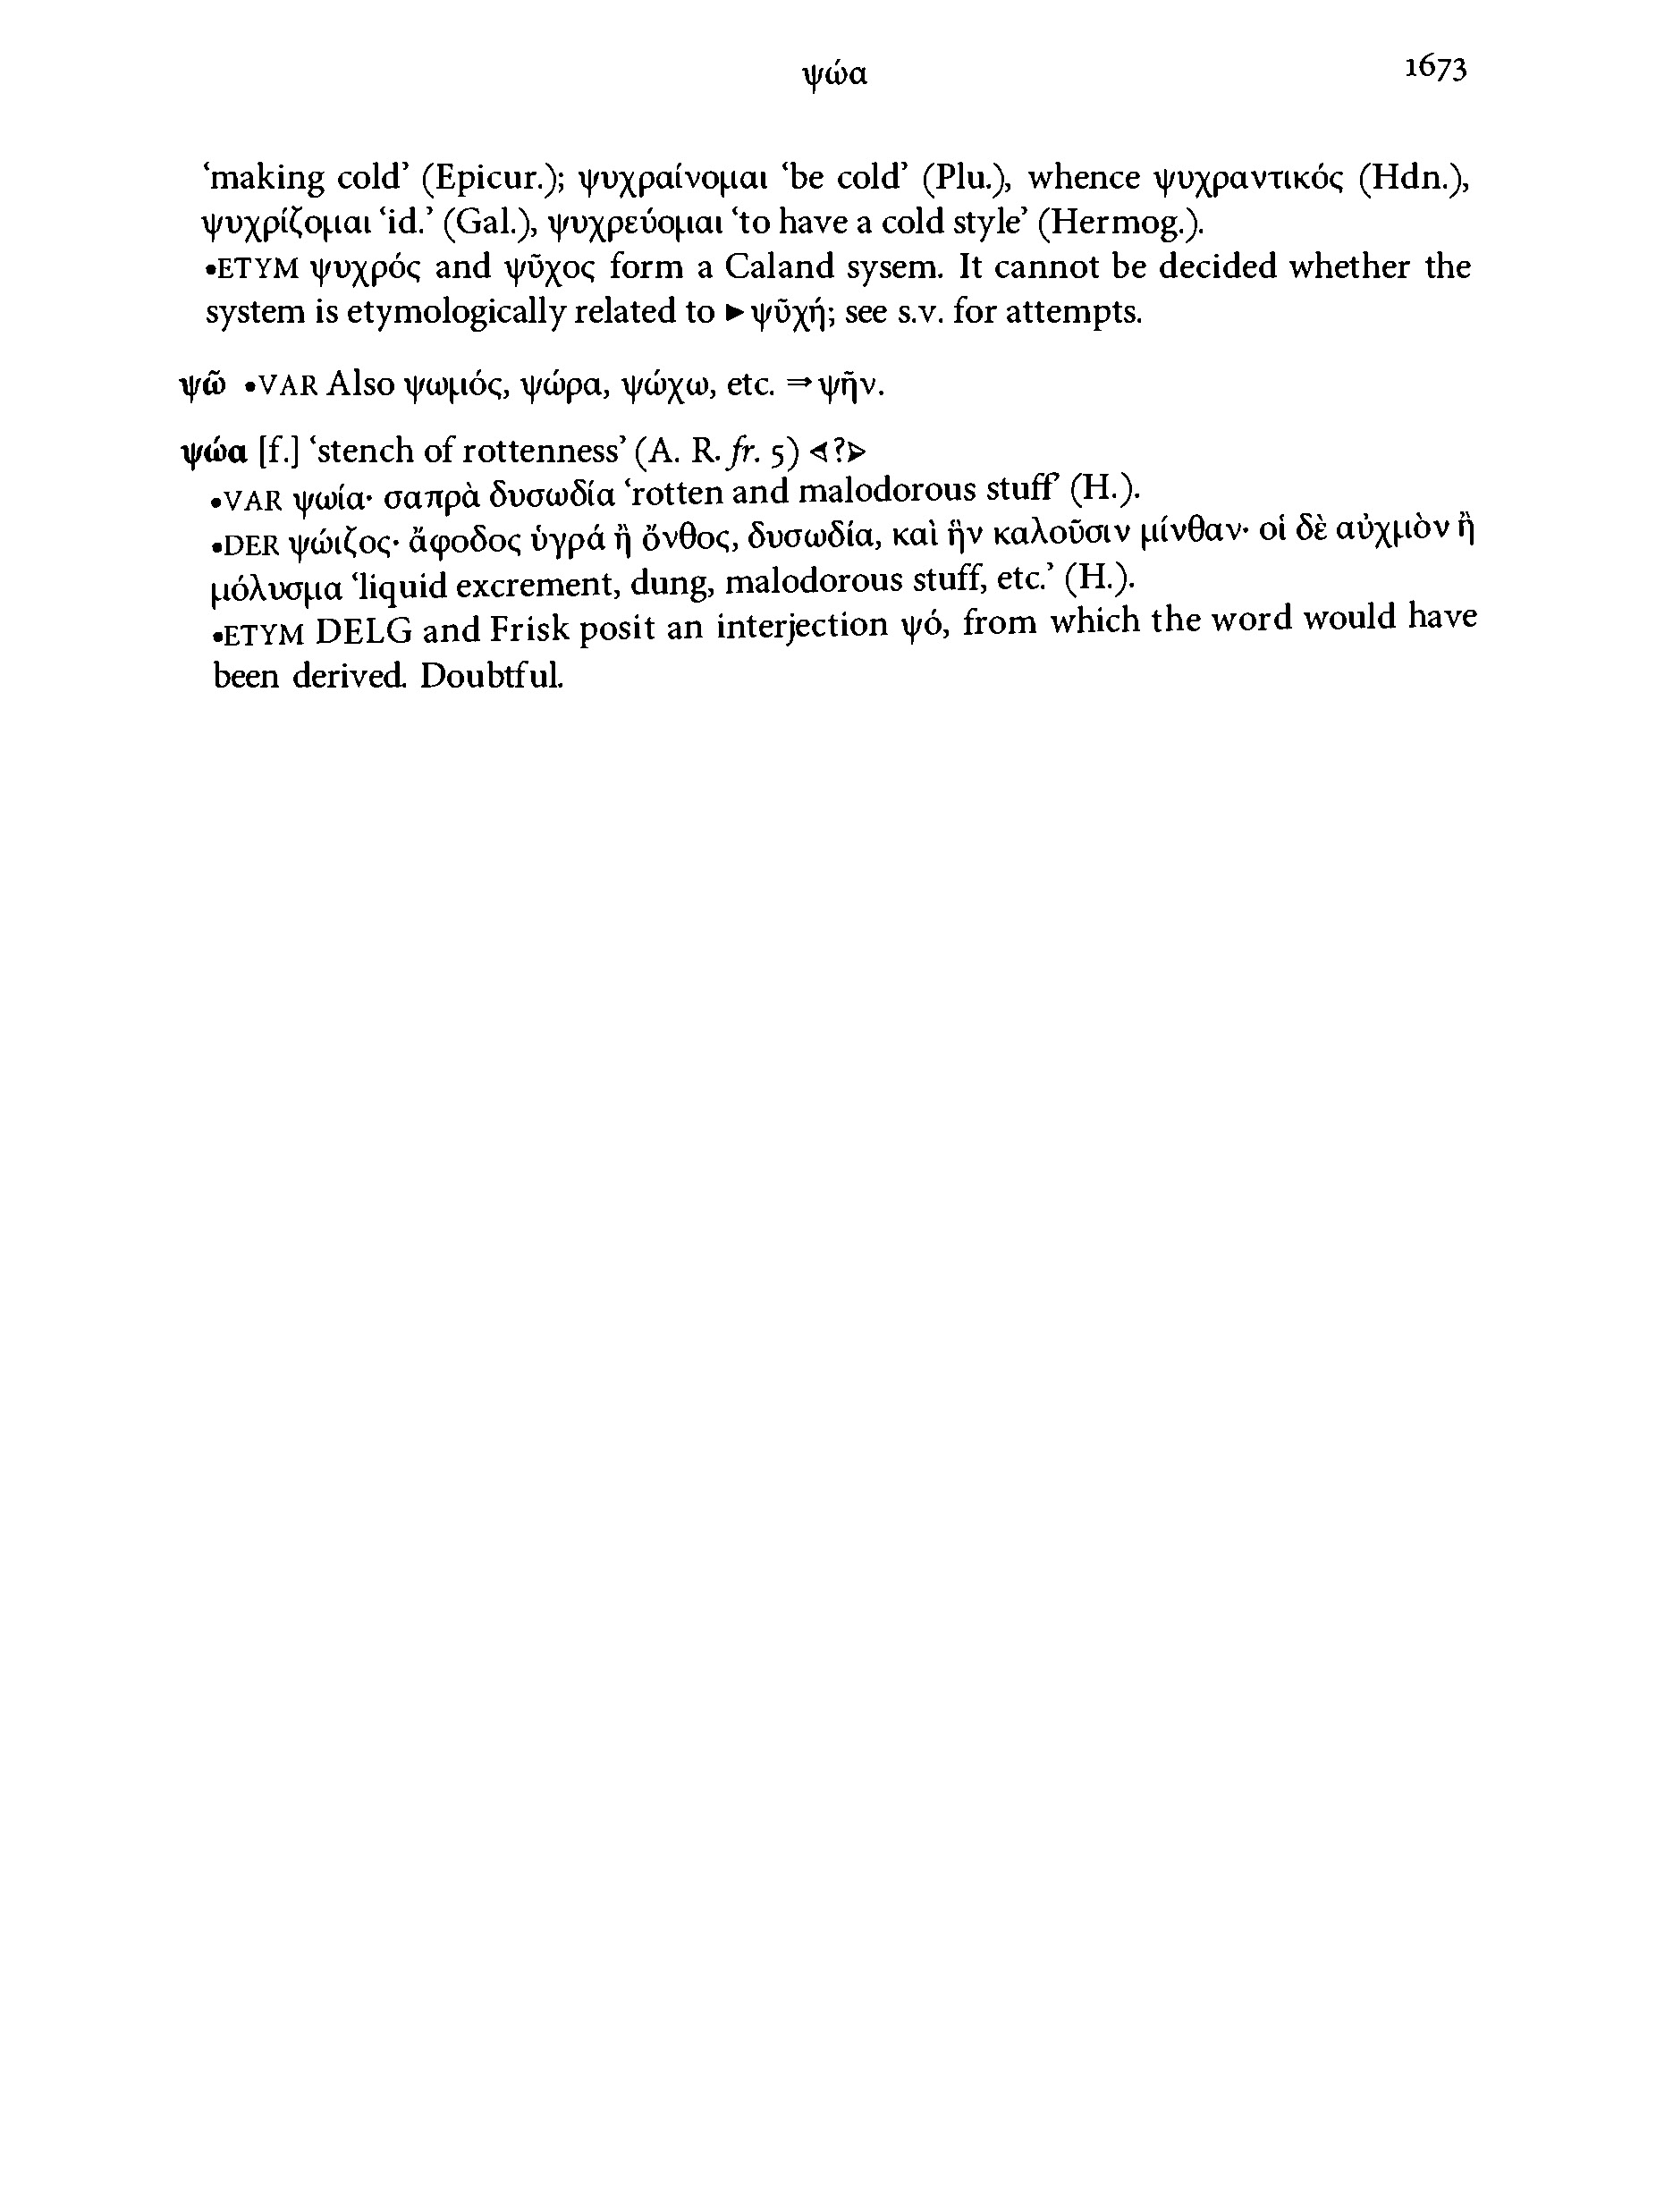 ψώα 1673
‘making cold’ (Epicur.); ψυχραίνομαι ‘be cold’ (Plu.), whence ψυχραντικός (Hdn.),
ψυχρίζομαι ‘id.’ (Gal.), ψυχρεύομαι ‘to have a cold style’ (Hermog.).
•ETYM ψυχρός and ψῦχος form a Caland sysem. It cannot be decided whether the
system is etymologically related to ►ψῡχή; see s.v. for attempts.
ψῶ •VAR Also ψωμός, ψώρα, ψώχω, etc. ⇒ψῆν.
ψώα [f.] ‘stench of rottenness’ (A. R. fr. 5) ⊲?⊳
•VAR ψωία· σαπρὰ δυσωδία ‘rotten and malodorous stuff’ (H.).
•DER ψώιζος· ἄφοδος ὑγρά ἢ ὄνθος, δυσωδία, καὶ ἣν καλοῦσιν μίνθαν· οἱ δὲ αὐχμὸν ἢ
μόλυσμα ‘liquid excrement, dung, malodorous stuff, etc.’ (H.).
•ETYM DELG and Frisk posit an interjection ψό, from which the word would have
been derived. Doubtful.